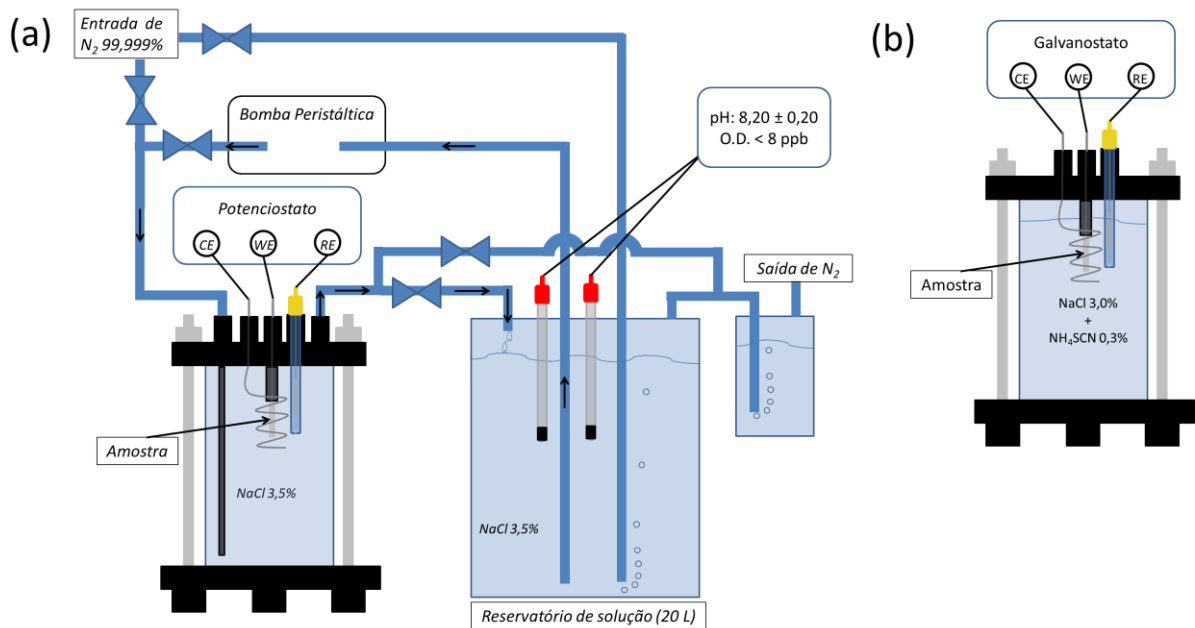 (a)
Entrada de
N₂ 99,999%
Bomba Peristáltica
Potenciostato
CE
WE
RE
Amostra
NaCl 3,5%
pH: 8,20 ± 0,20
O.D. < 8 ppb
Saída de N₂
NaCl 3,5%
Reservatório de solução (20 L)
(b)
Galvanostato
CE
WE
RE
Amostra
NaCl 3,0%
+
NH₄SCN 0,3%